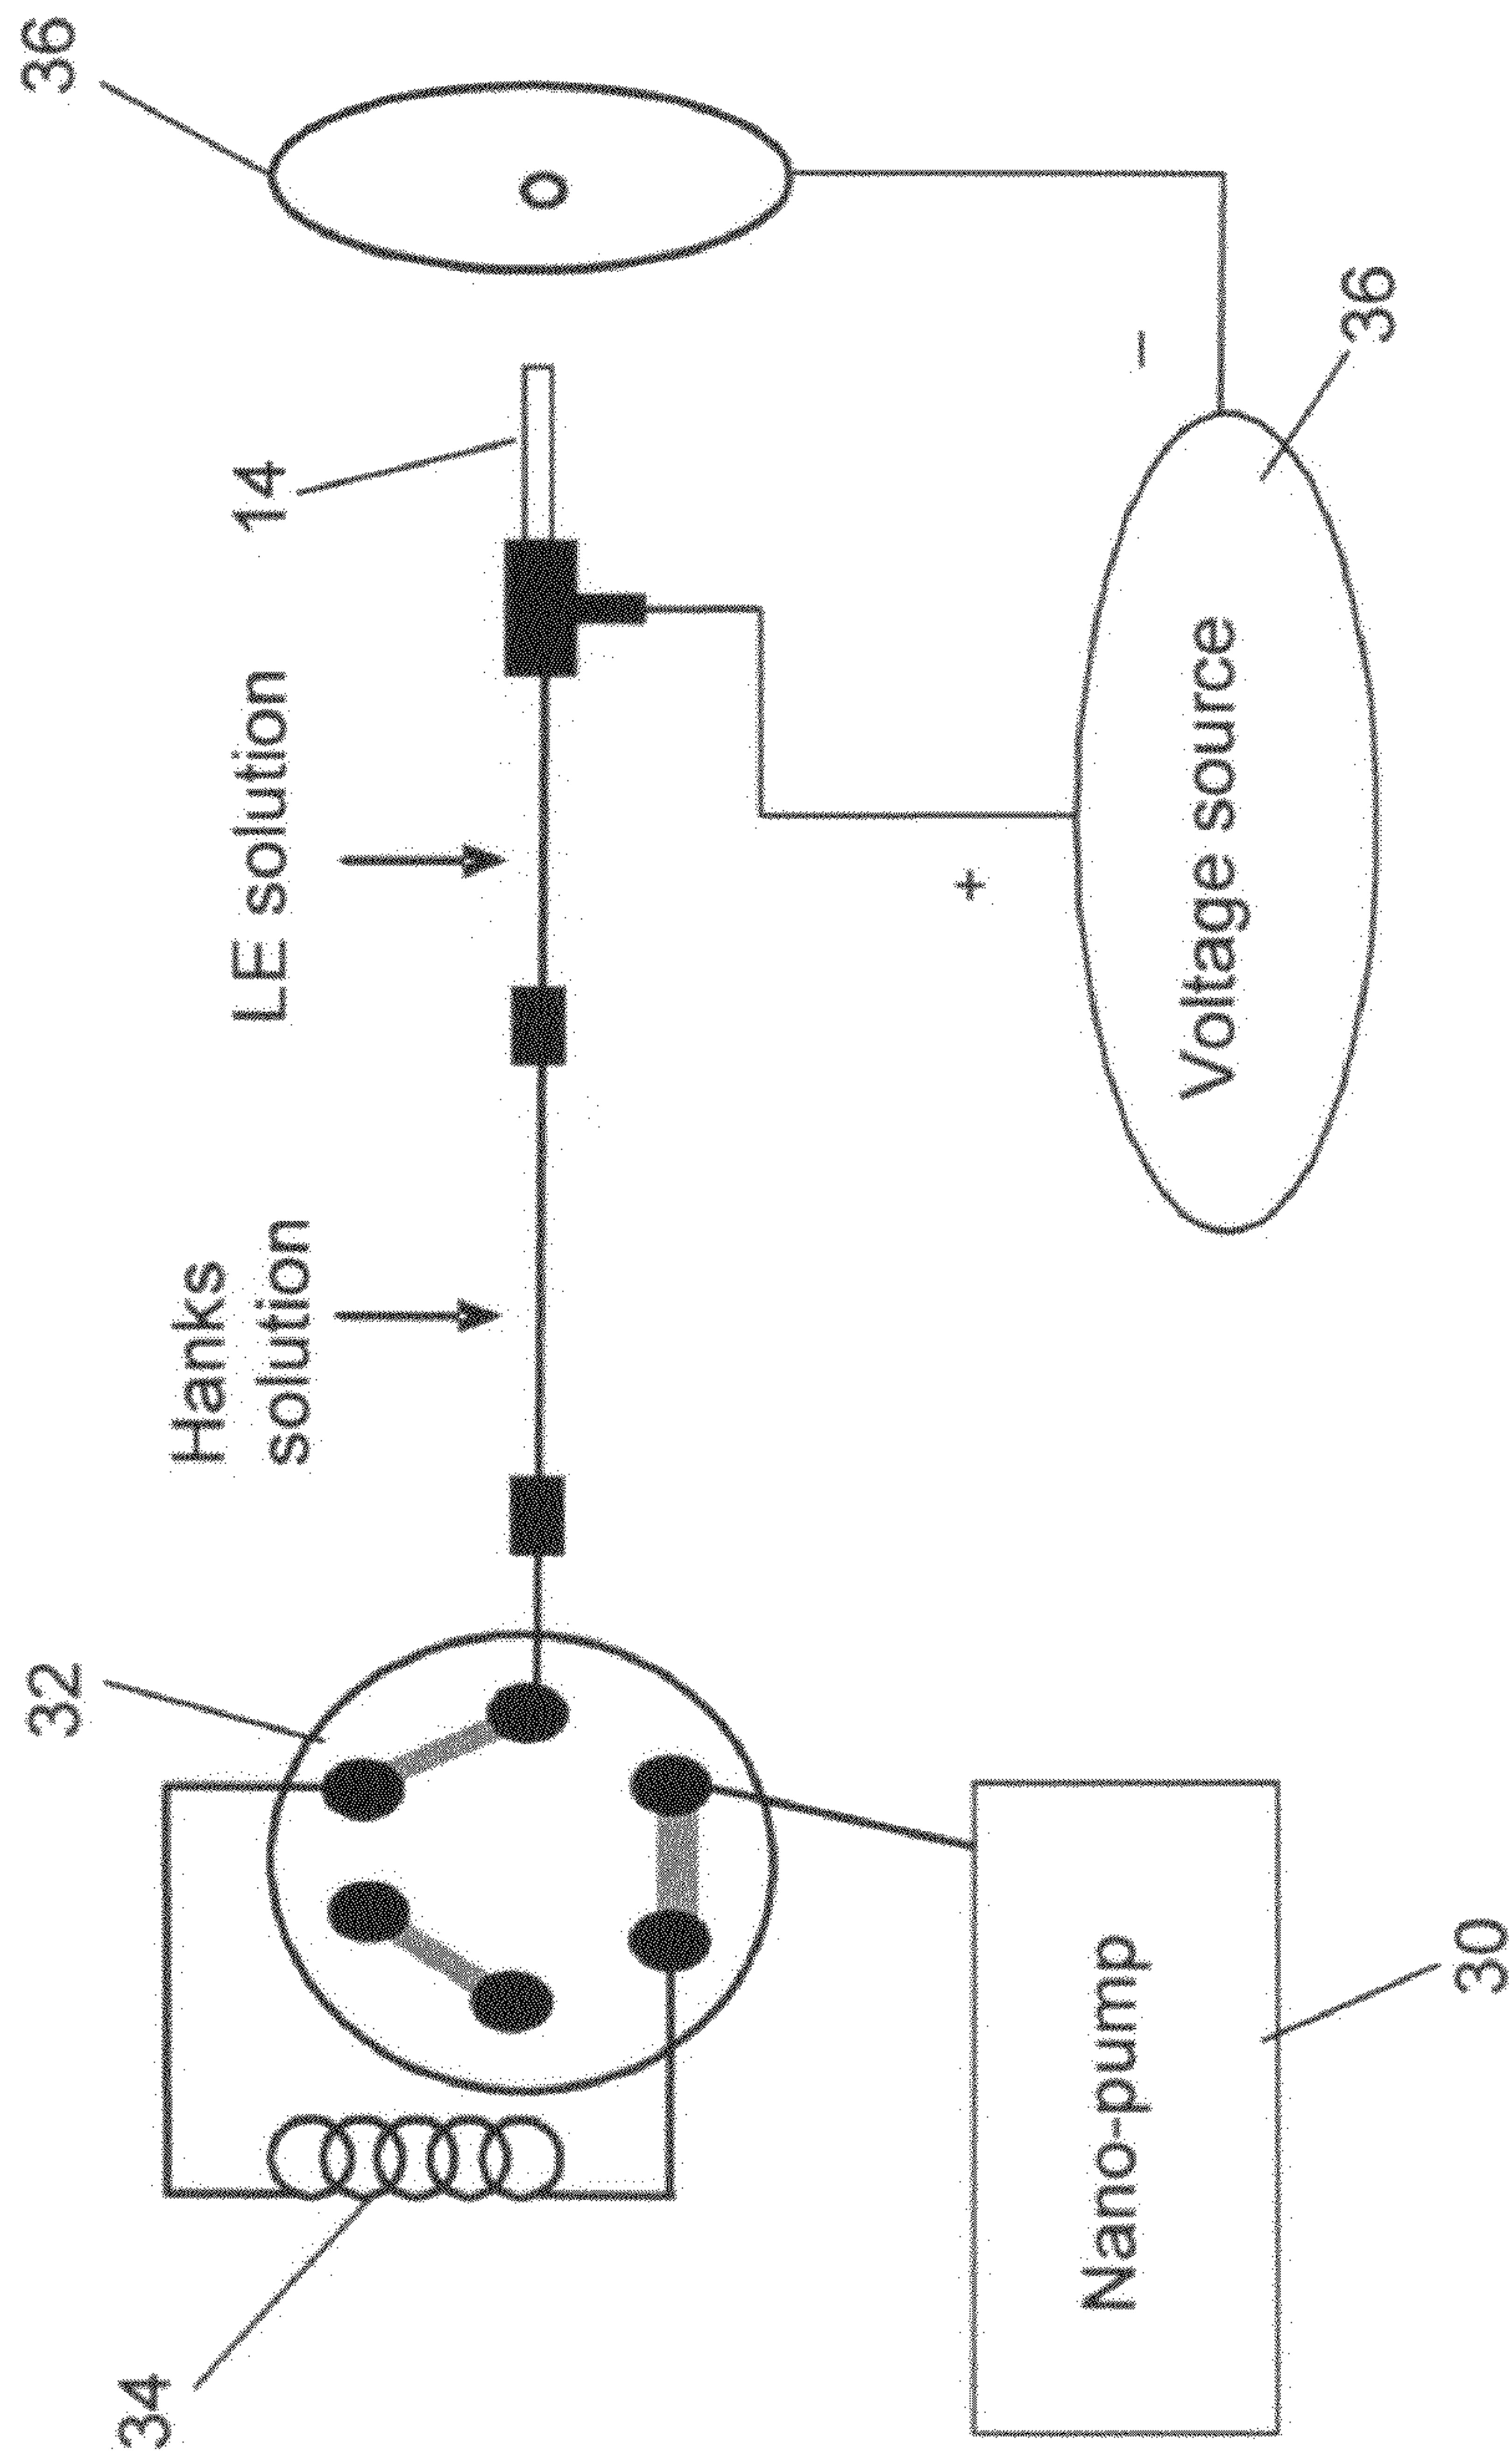 34
32
Hanks
solution
LE solution
14
36
o
+
–
Nano-pump
Voltage source
36
30